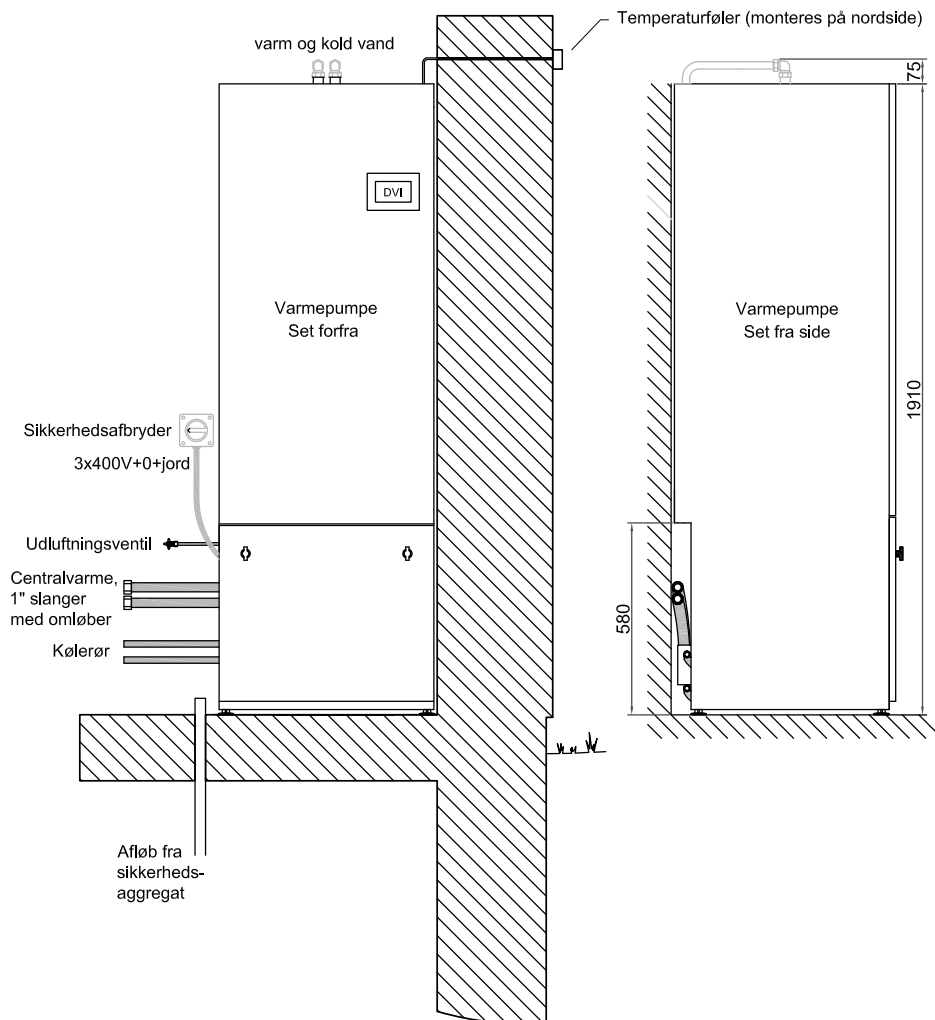 Temperaturføler (monteres på nordside)
varm og kold vand
75
DVI
Varmepumpe
Set forfra
Varmepumpe
Set fra side
1910
Sikkerhedsafbryder
3x400V+0+jord
Udluftningsventil
Centralvarme,
1" slanger
med omløber
Kølerør
580
Afløb fra
sikkerheds-
aggregat